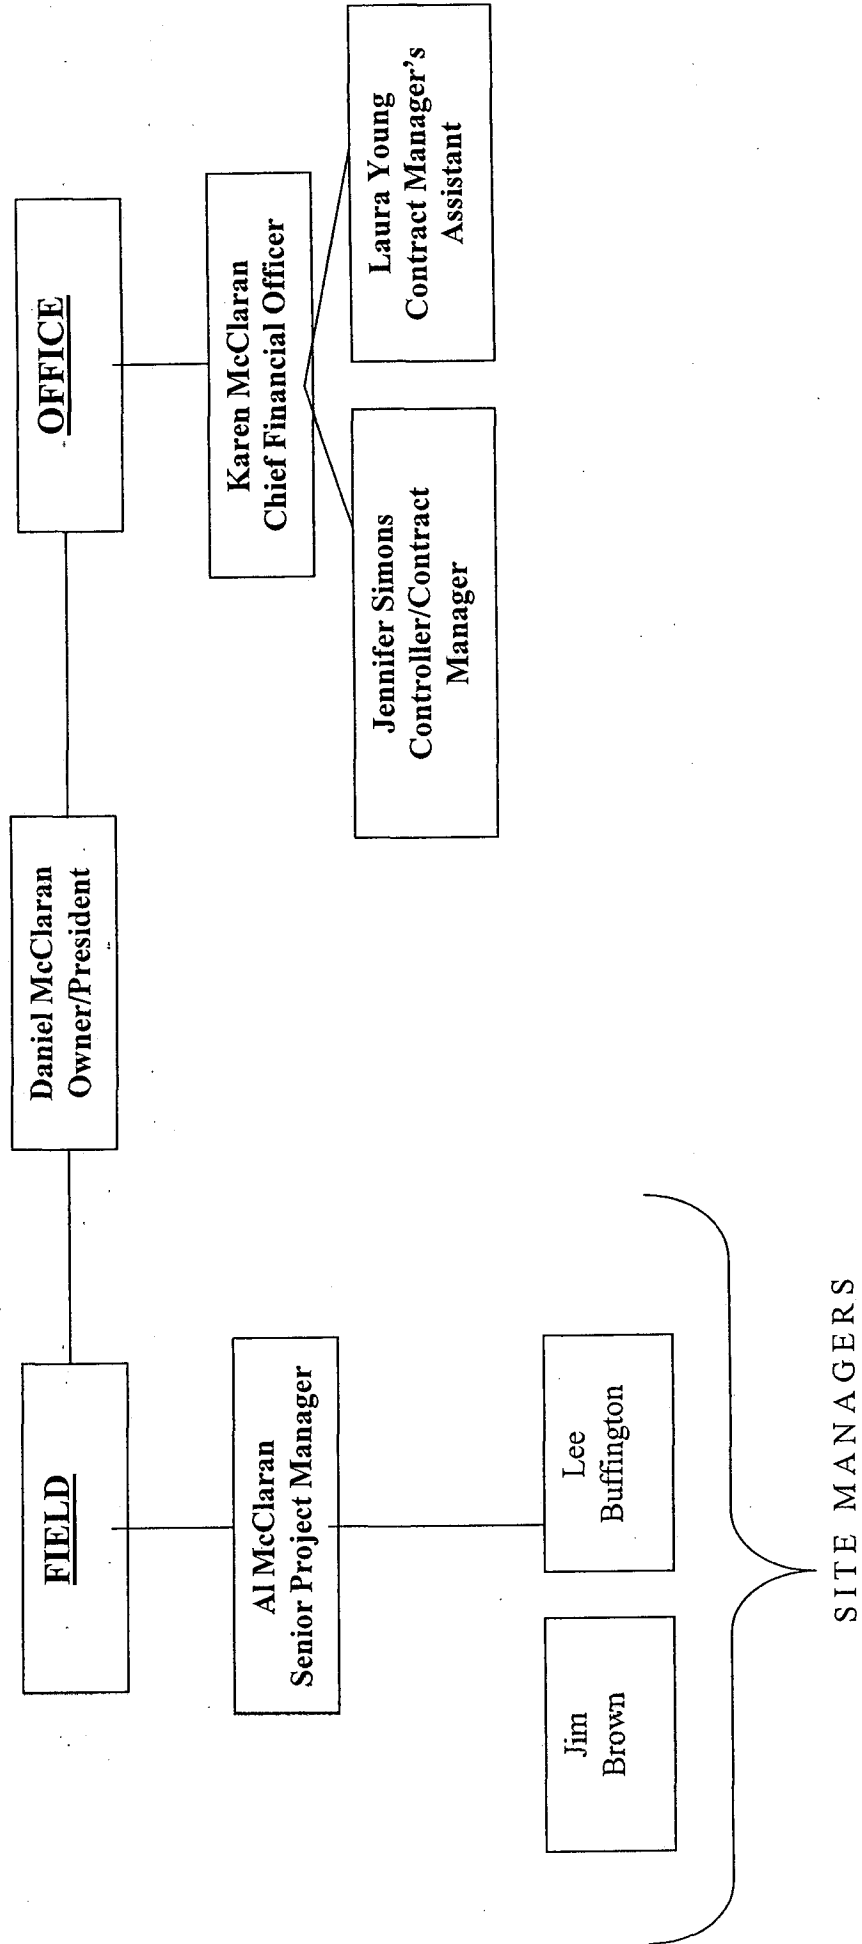 Daniel McClaran
Owner/President
FIELD
OFFICE
Al McClaran
Senior Project Manager
Karen McClaran
Chief Financial Officer
Jennifer Simons
Controller/Contract
Manager
Laura Young
Contract Manager's
Assistant
Jim
Brown
Lee
Buffington
SITE MANAGERS